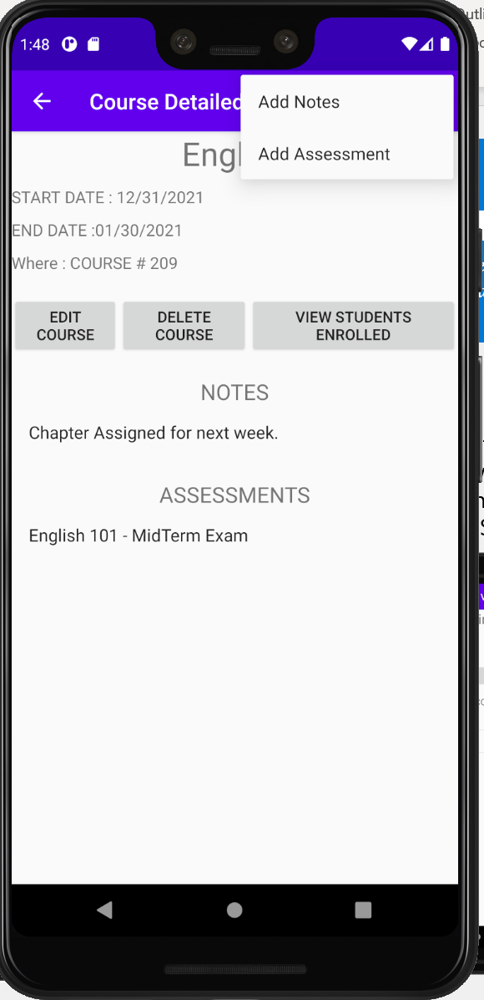 1:48
Course Detailed
Add Notes
Add Assessment
START DATE : 12/31/2021
END DATE :01/30/2021
Where : COURSE # 209
EDIT COURSE
DELETE COURSE
VIEW STUDENTS ENROLLED
NOTES
Chapter Assigned for next week.
ASSESSMENTS
English 101 - MidTerm Exam